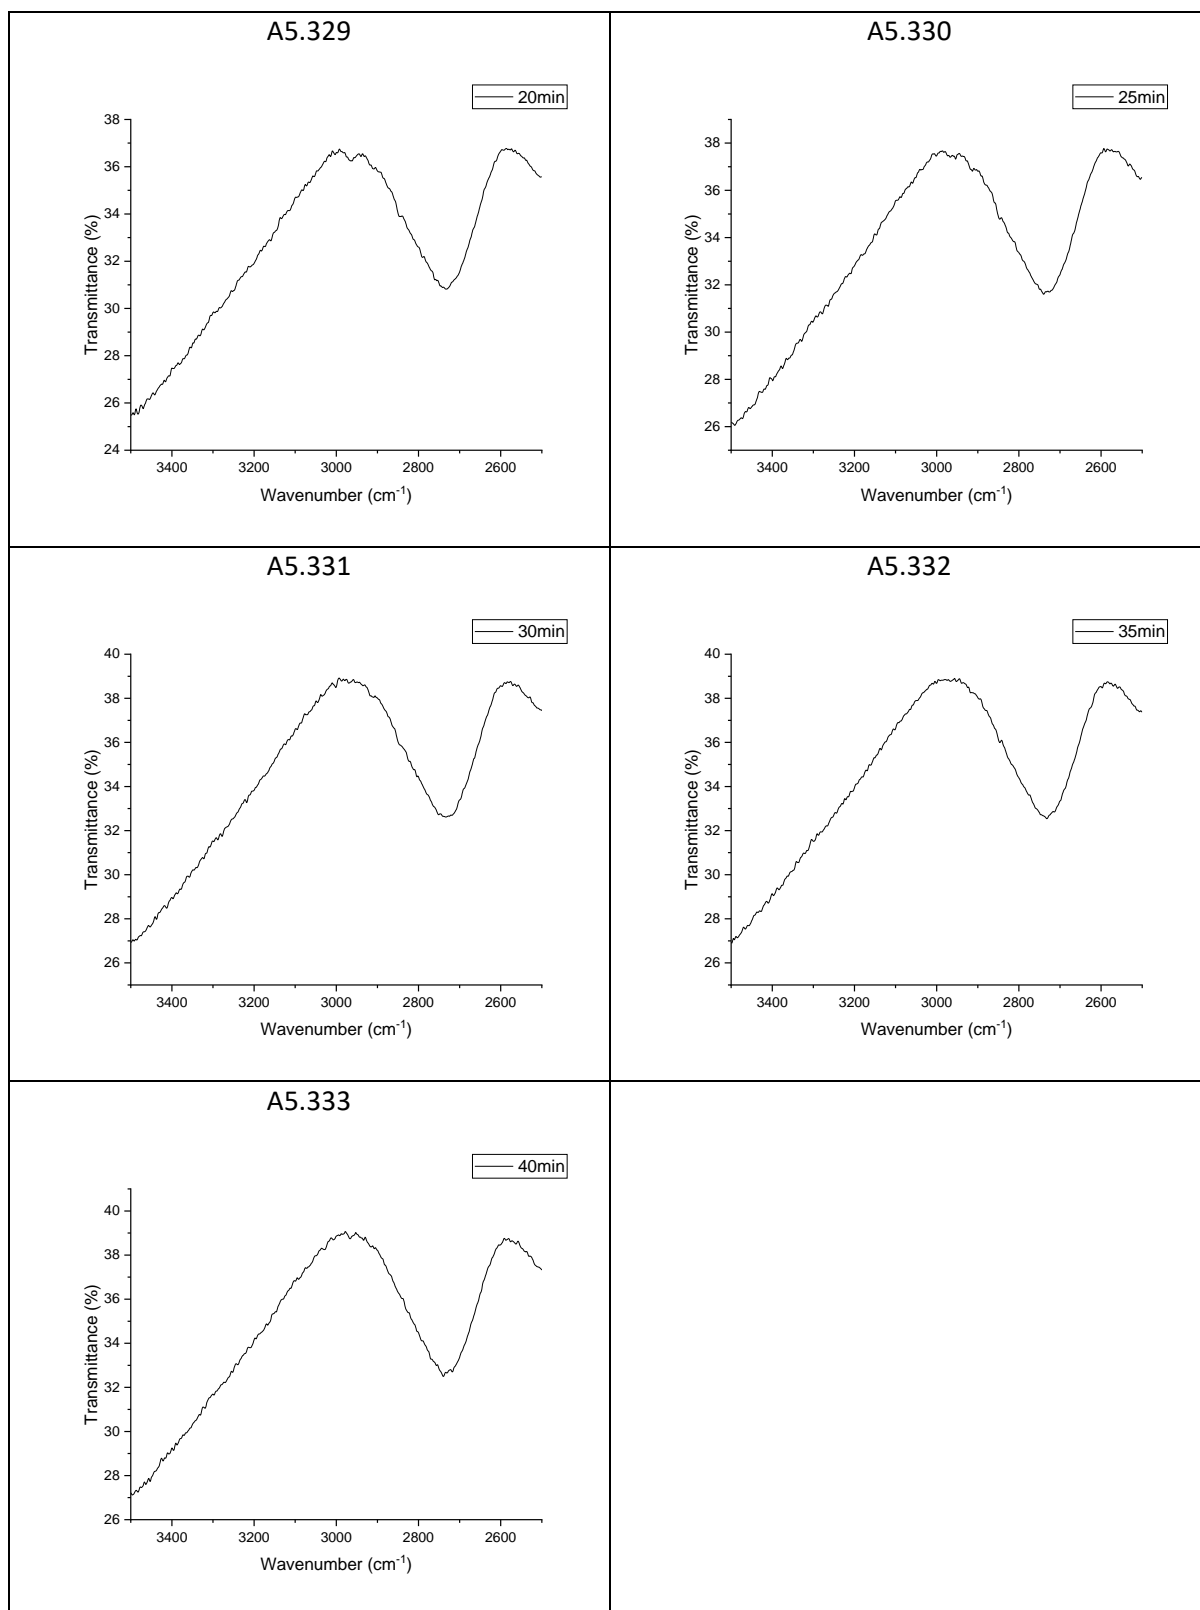 A5.329
20min
38
36
34
32
30
28
26
24
3400 3200 3000 2800 2600
Transmittance (%)
Wavenumber (cm-1)
A5.330
25min
38
36
34
32
30
28
26
3400 3200 3000 2800 2600
Transmittance (%)
Wavenumber (cm-1)
A5.331
30min
40
38
36
34
32
30
28
26
3400 3200 3000 2800 2600
Transmittance (%)
Wavenumber (cm-1)
A5.332
35min
40
38
36
34
32
30
28
26
3400 3200 3000 2800 2600
Transmittance (%)
Wavenumber (cm-1)
A5.333
40min
40
38
36
34
32
30
28
26
3400 3200 3000 2800 2600
Transmittance (%)
Wavenumber (cm-1)